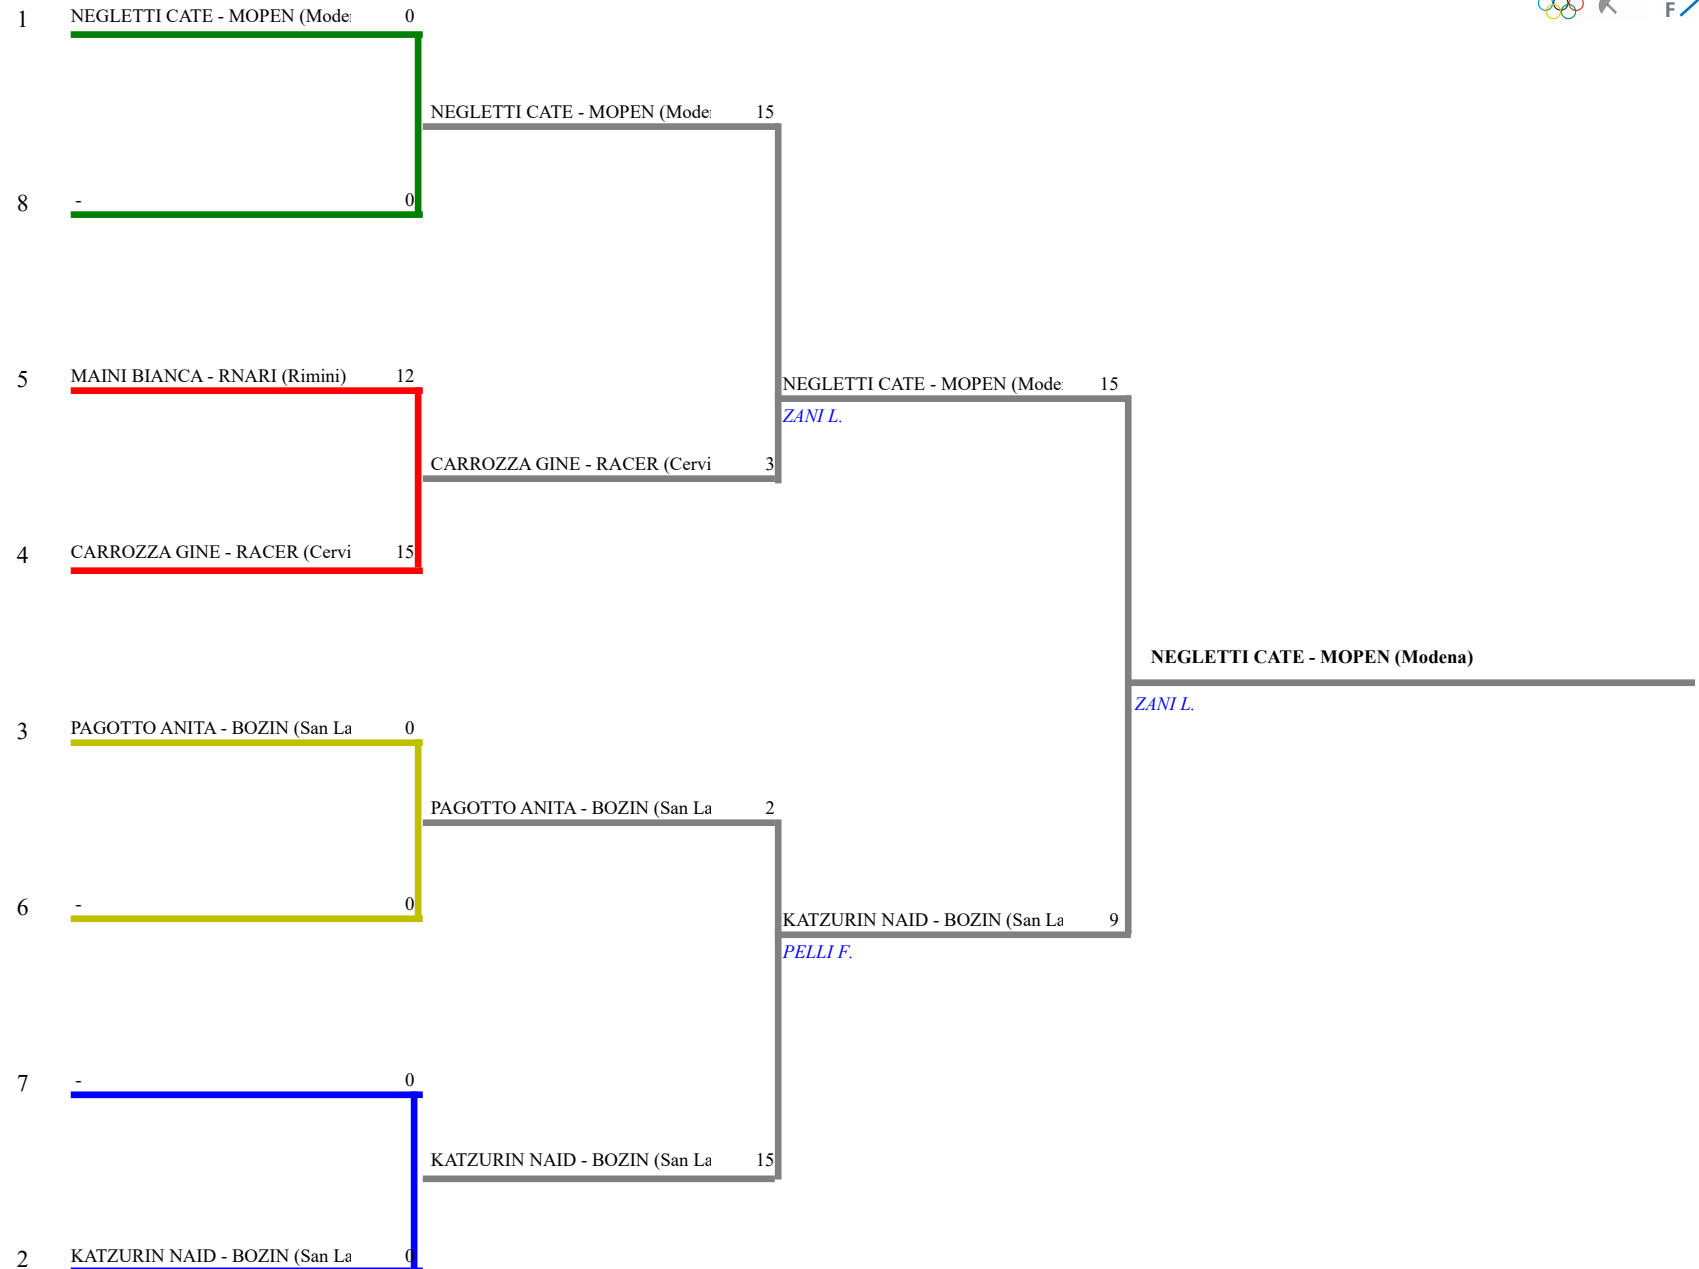 1 NEGLETTI CATE - MOPEN (Mode 0
NEGLETTI CATE - MOPEN (Mode 15
8 - 0
5 MAINI BIANCA - RNARI (Rimini) 12
NEGLETTI CATE - MOPEN (Mode 15
ZANI L.
CARROZZA GINE - RACER (Cervi 3
4 CARROZZA GINE - RACER (Cervi 15
NEGLETTI CATE - MOPEN (Modena)
ZANI L.
3 PAGOTTO ANITA - BOZIN (San La 0
PAGOTTO ANITA - BOZIN (San La 2
6 - 0
KATZURIN NAID - BOZIN (San La 9
PELLI F.
7 - 0
KATZURIN NAID - BOZIN (San La 15
2 KATZURIN NAID - BOZIN (San La 0
F